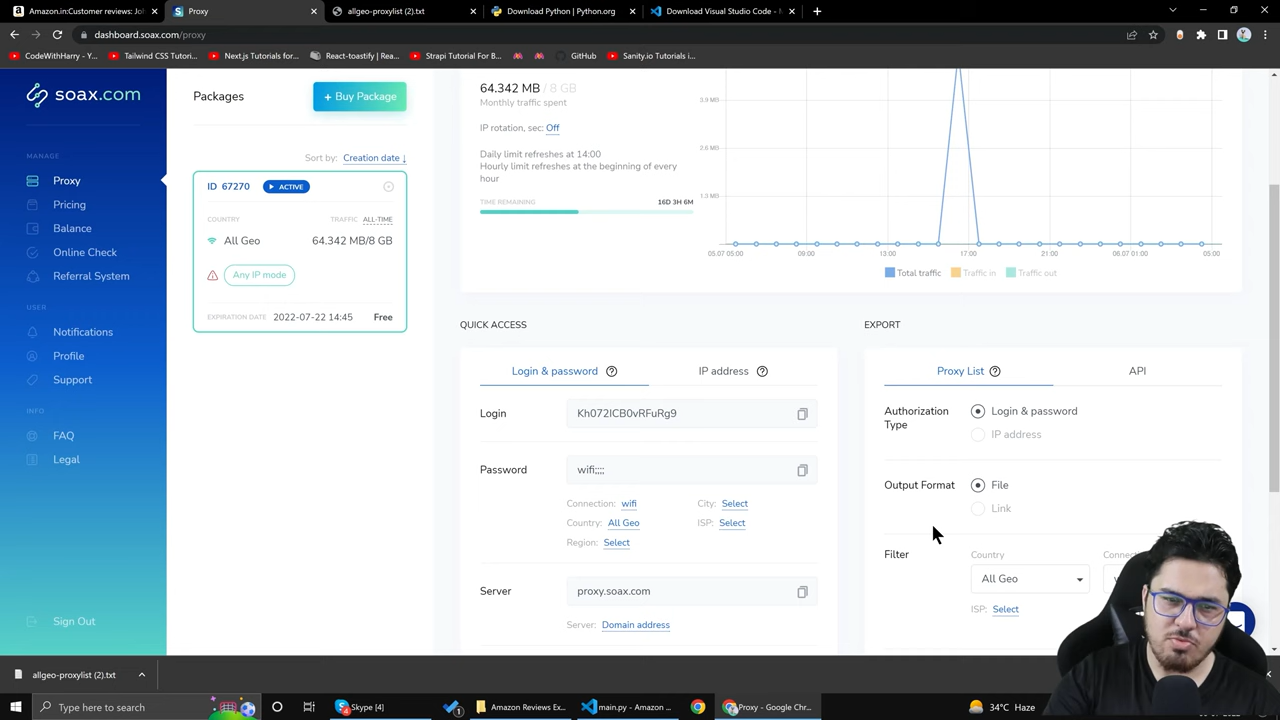 Amazon.in:Customer reviews: Jo
Proxy
allgeo-proxylist (2).txt
Download Python | Python.org
Download Visual Studio Code - M
dashboard.soax.com/proxy
CodeWithHarry - Y...
Tailwind CSS Tutori...
Next.js Tutorials for...
React-toastify | Rea...
Strapi Tutorial For B...
GitHub
Sanity.io Tutorials i...
soax.com
MANAGE
Proxy
Pricing
Balance
Online Check
Referral System
USER
Notifications
Profile
Support
INFO
FAQ
Legal
Sign Out
Packages
+ Buy Package
Sort by: Creation date ↓
ID 67270 ACTIVE
COUNTRY TRAFFIC ALL-TIME
All Geo 64.342 MB/8 GB
Any IP mode
EXPIRATION DATE 2022-07-22 14:45 Free
64.342 MB / 8 GB
Monthly traffic spent
IP rotation, sec: Off
Daily limit refreshes at 14:00
Hourly limit refreshes at the beginning of every
hour
TIME REMAINING 16D 3H 6M
3.9 MB
2.6 MB
1.3 MB
05.07 05:00 09:00 13:00 17:00 21:00 06.07 01:00 05:00
Total traffic Traffic in Traffic out
QUICK ACCESS
Login & password IP address
Login Kh072ICB0vRFuRg9
Password wifi;;;;
Connection: wifi City: Select
Country: All Geo ISP: Select
Region: Select
Server proxy.soax.com
Server: Domain address
EXPORT
Proxy List API
Authorization
Type
Login & password
IP address
Output Format File
Link
Filter Country
All Geo
ISP: Select
allgeo-proxylist (2).txt
Type here to search
Skype [4]
1
Amazon Reviews Ex...
main.py - Amazon ...
Proxy - Google Chr...
34°C Haze